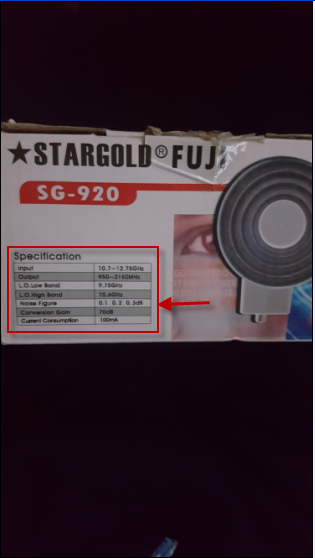 ★STARGOLD® FUJI
SG-920
Specification
Input 10.7~12.75GHz
Output 950~2150MHz
L.O.Low Band 9.75GHz
L.O.High Band 10.6GHz
Noise Figure 0.1 0.2 0.3dB
Conversion Gain 70dB
Current Consumption 100mA